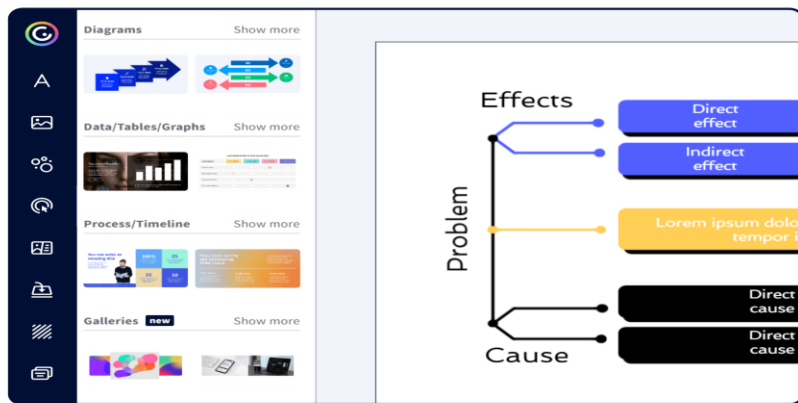 Diagrams Show more
Data/Tables/Graphs Show more
Process/Timeline Show more
Galleries new Show more
Effects
Direct
effect
Indirect
effect
Problem
Lorem ipsum dolo
tempor i
Direct
cause
Direct
cause
Cause